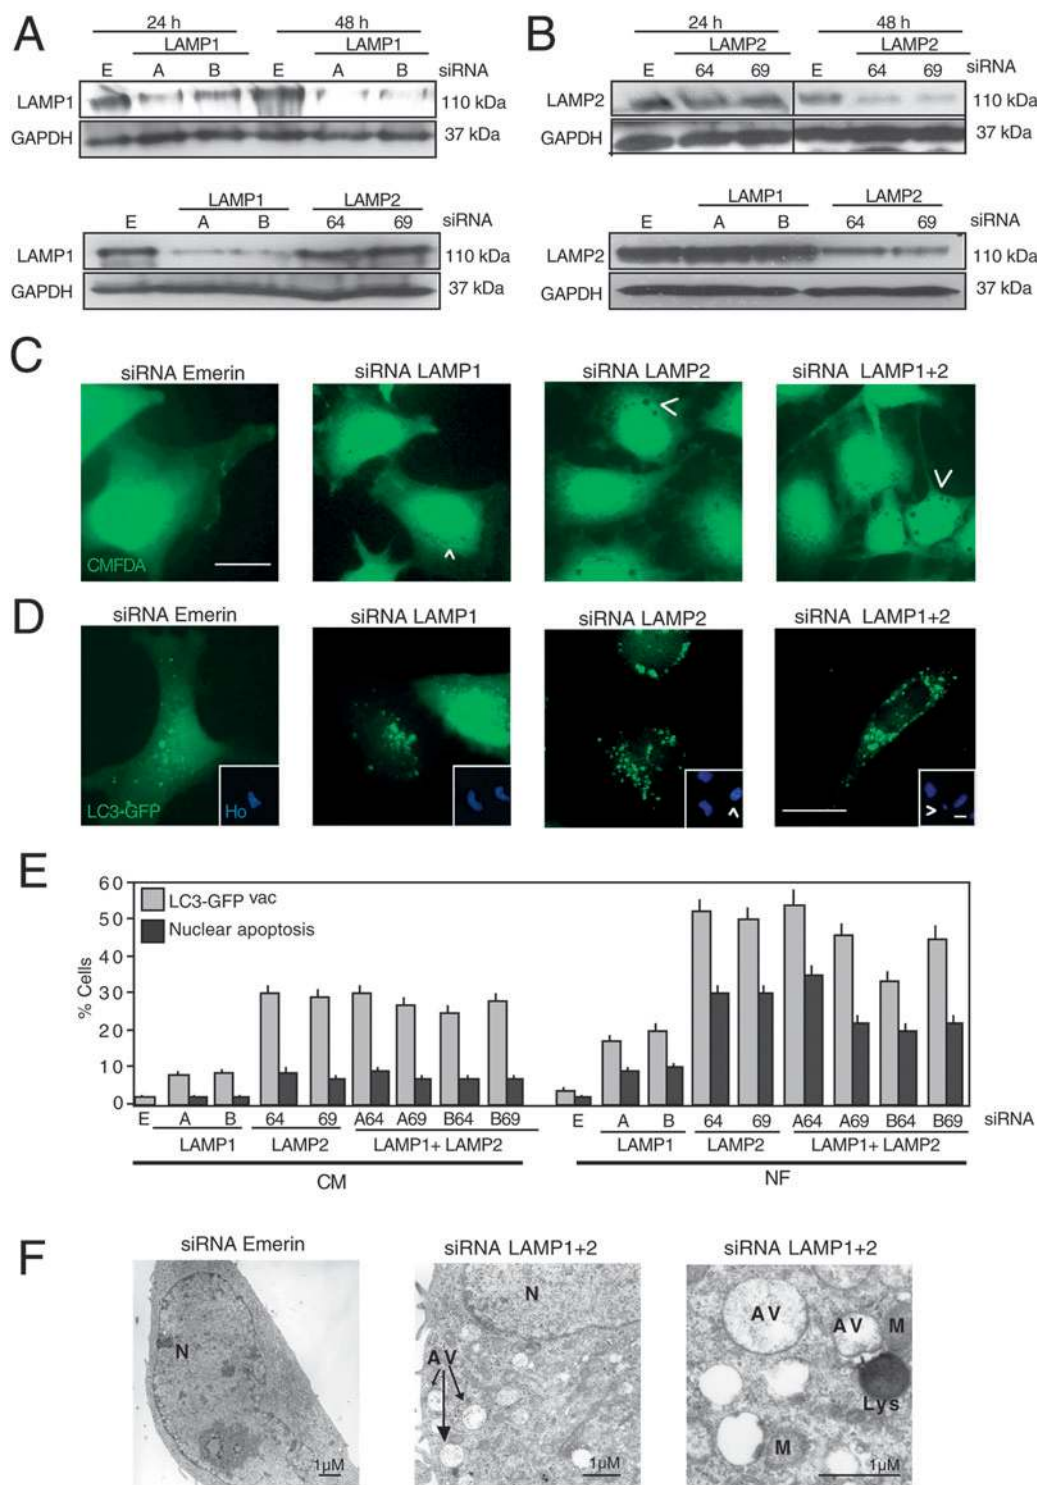 A
24 h 48 h
LAMP1 LAMP1
E A B E A B siRNA
LAMP1 110 kDa
GAPDH 37 kDa
LAMP1 LAMP2
E A B 64 69 siRNA
LAMP1 110 kDa
GAPDH 37 kDa
B
24 h 48 h
LAMP2 LAMP2
E 64 69 E 64 69 siRNA
LAMP2 110 kDa
GAPDH 37 kDa
LAMP1 LAMP2
E A B 64 69 siRNA
LAMP2 110 kDa
GAPDH 37 kDa
C
siRNA Emerin siRNA LAMP1 siRNA LAMP2 siRNA LAMP1+2
CMFDA
D
siRNA Emerin siRNA LAMP1 siRNA LAMP2 siRNA LAMP1+2
LC3-GFP Ho
E
60
50
40
30
20
10
0
% Cells
LC3-GFP vac
Nuclear apoptosis
E A B 64 69 A64 A69 B64 B69 E A B 64 69 A64 A69 B64 B69 siRNA
LAMP1 LAMP2 LAMP1+ LAMP2 LAMP1 LAMP2 LAMP1+ LAMP2
CM NF
F
siRNA Emerin siRNA LAMP1+2 siRNA LAMP1+2
N
1µM
N
AV
1µM
AV
AV M
Lys
M
1µM